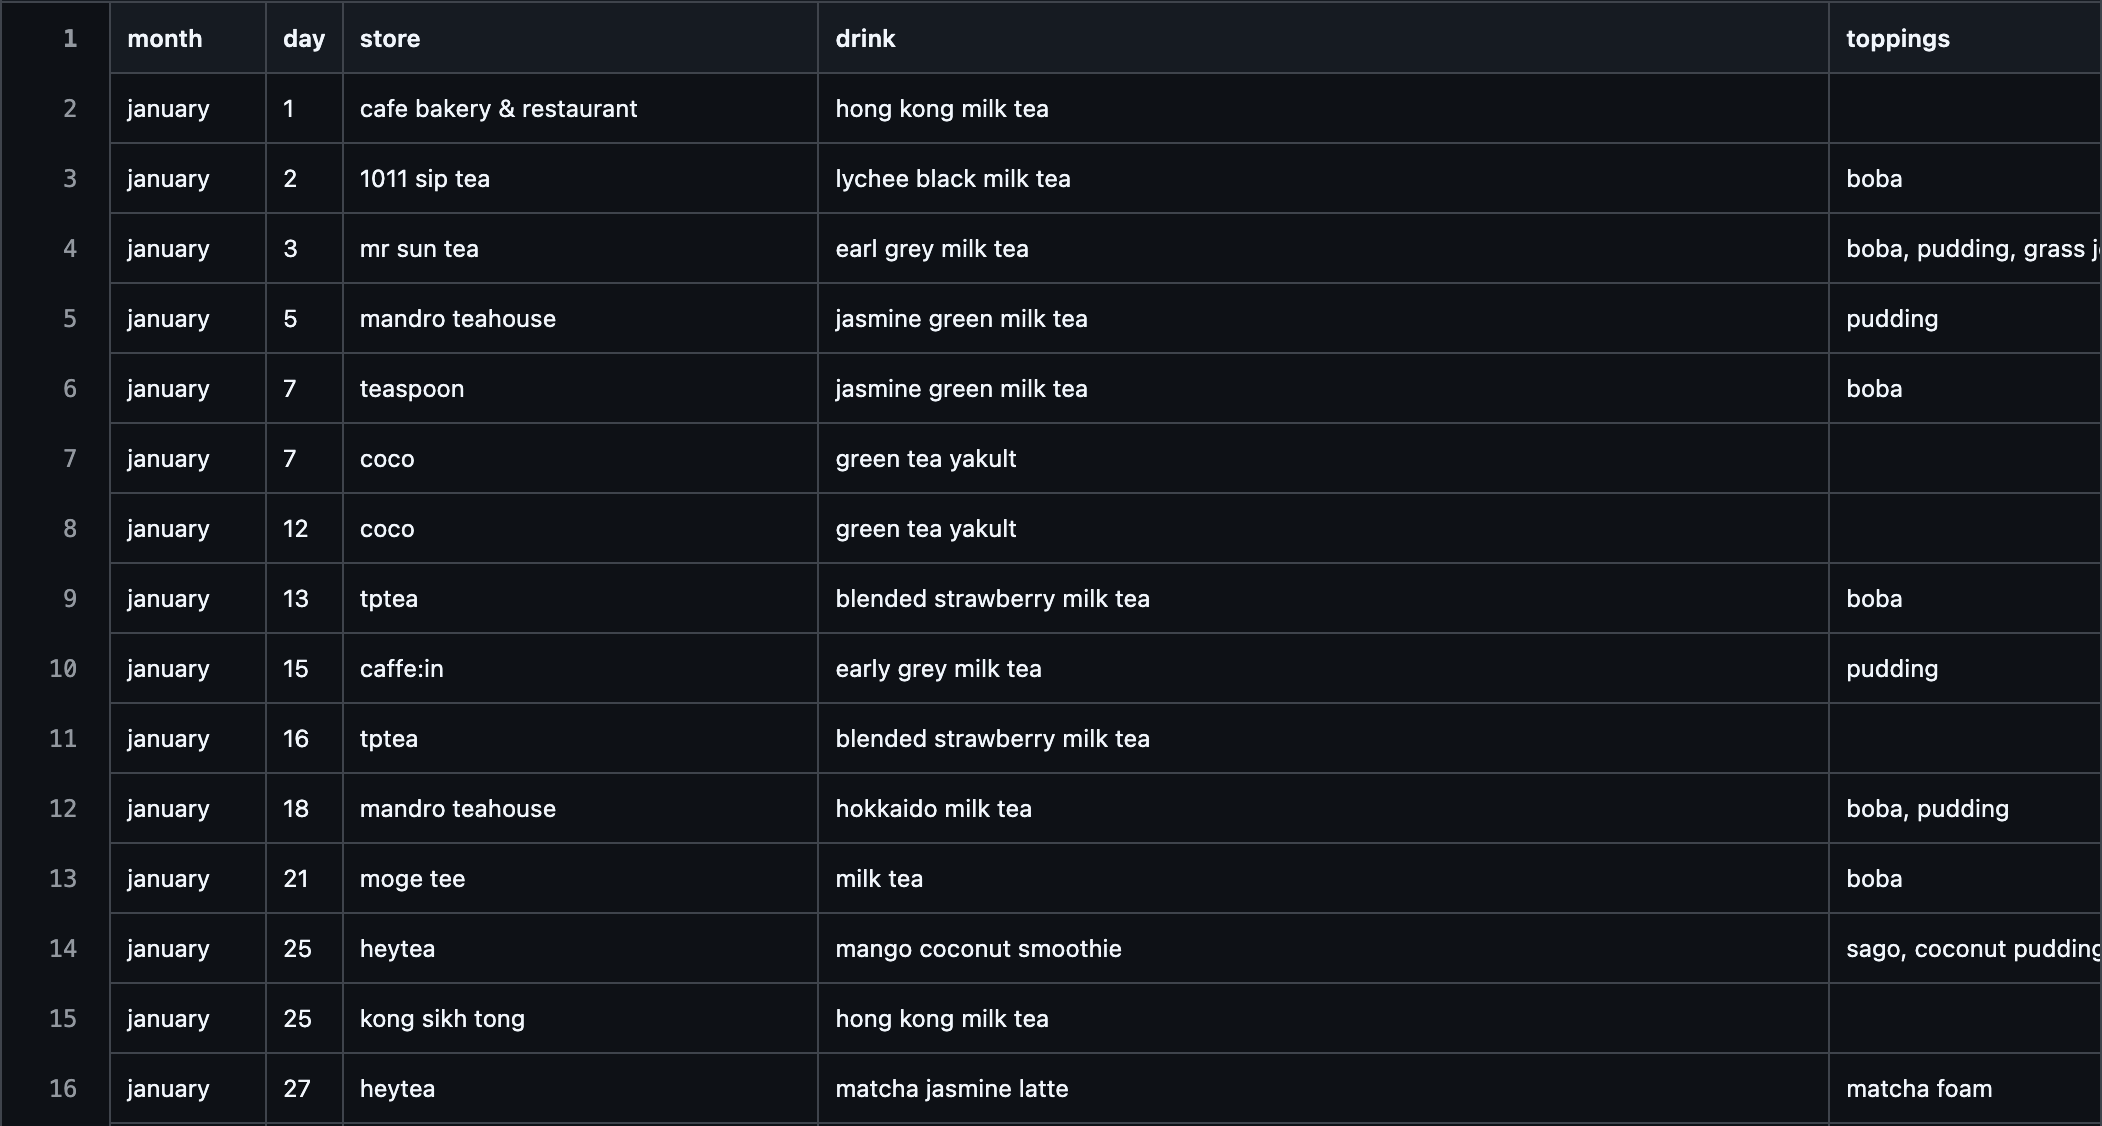 1 month day store drink toppings
2 january 1 cafe bakery & restaurant hong kong milk tea
3 january 2 1011 sip tea lychee black milk tea boba
4 january 3 mr sun tea earl grey milk tea boba, pudding, grass
5 january 5 mandro teahouse jasmine green milk tea pudding
6 january 7 teaspoon jasmine green milk tea boba
7 january 7 coco green tea yakult
8 january 12 coco green tea yakult
9 january 13 tptea blended strawberry milk tea boba
10 january 15 caffe:in early grey milk tea pudding
11 january 16 tptea blended strawberry milk tea
12 january 18 mandro teahouse hokkaido milk tea boba, pudding
13 january 21 moge tee milk tea boba
14 january 25 heytea mango coconut smoothie sago, coconut pudding
15 january 25 kong sikh tong hong kong milk tea
16 january 27 heytea matcha jasmine latte matcha foam